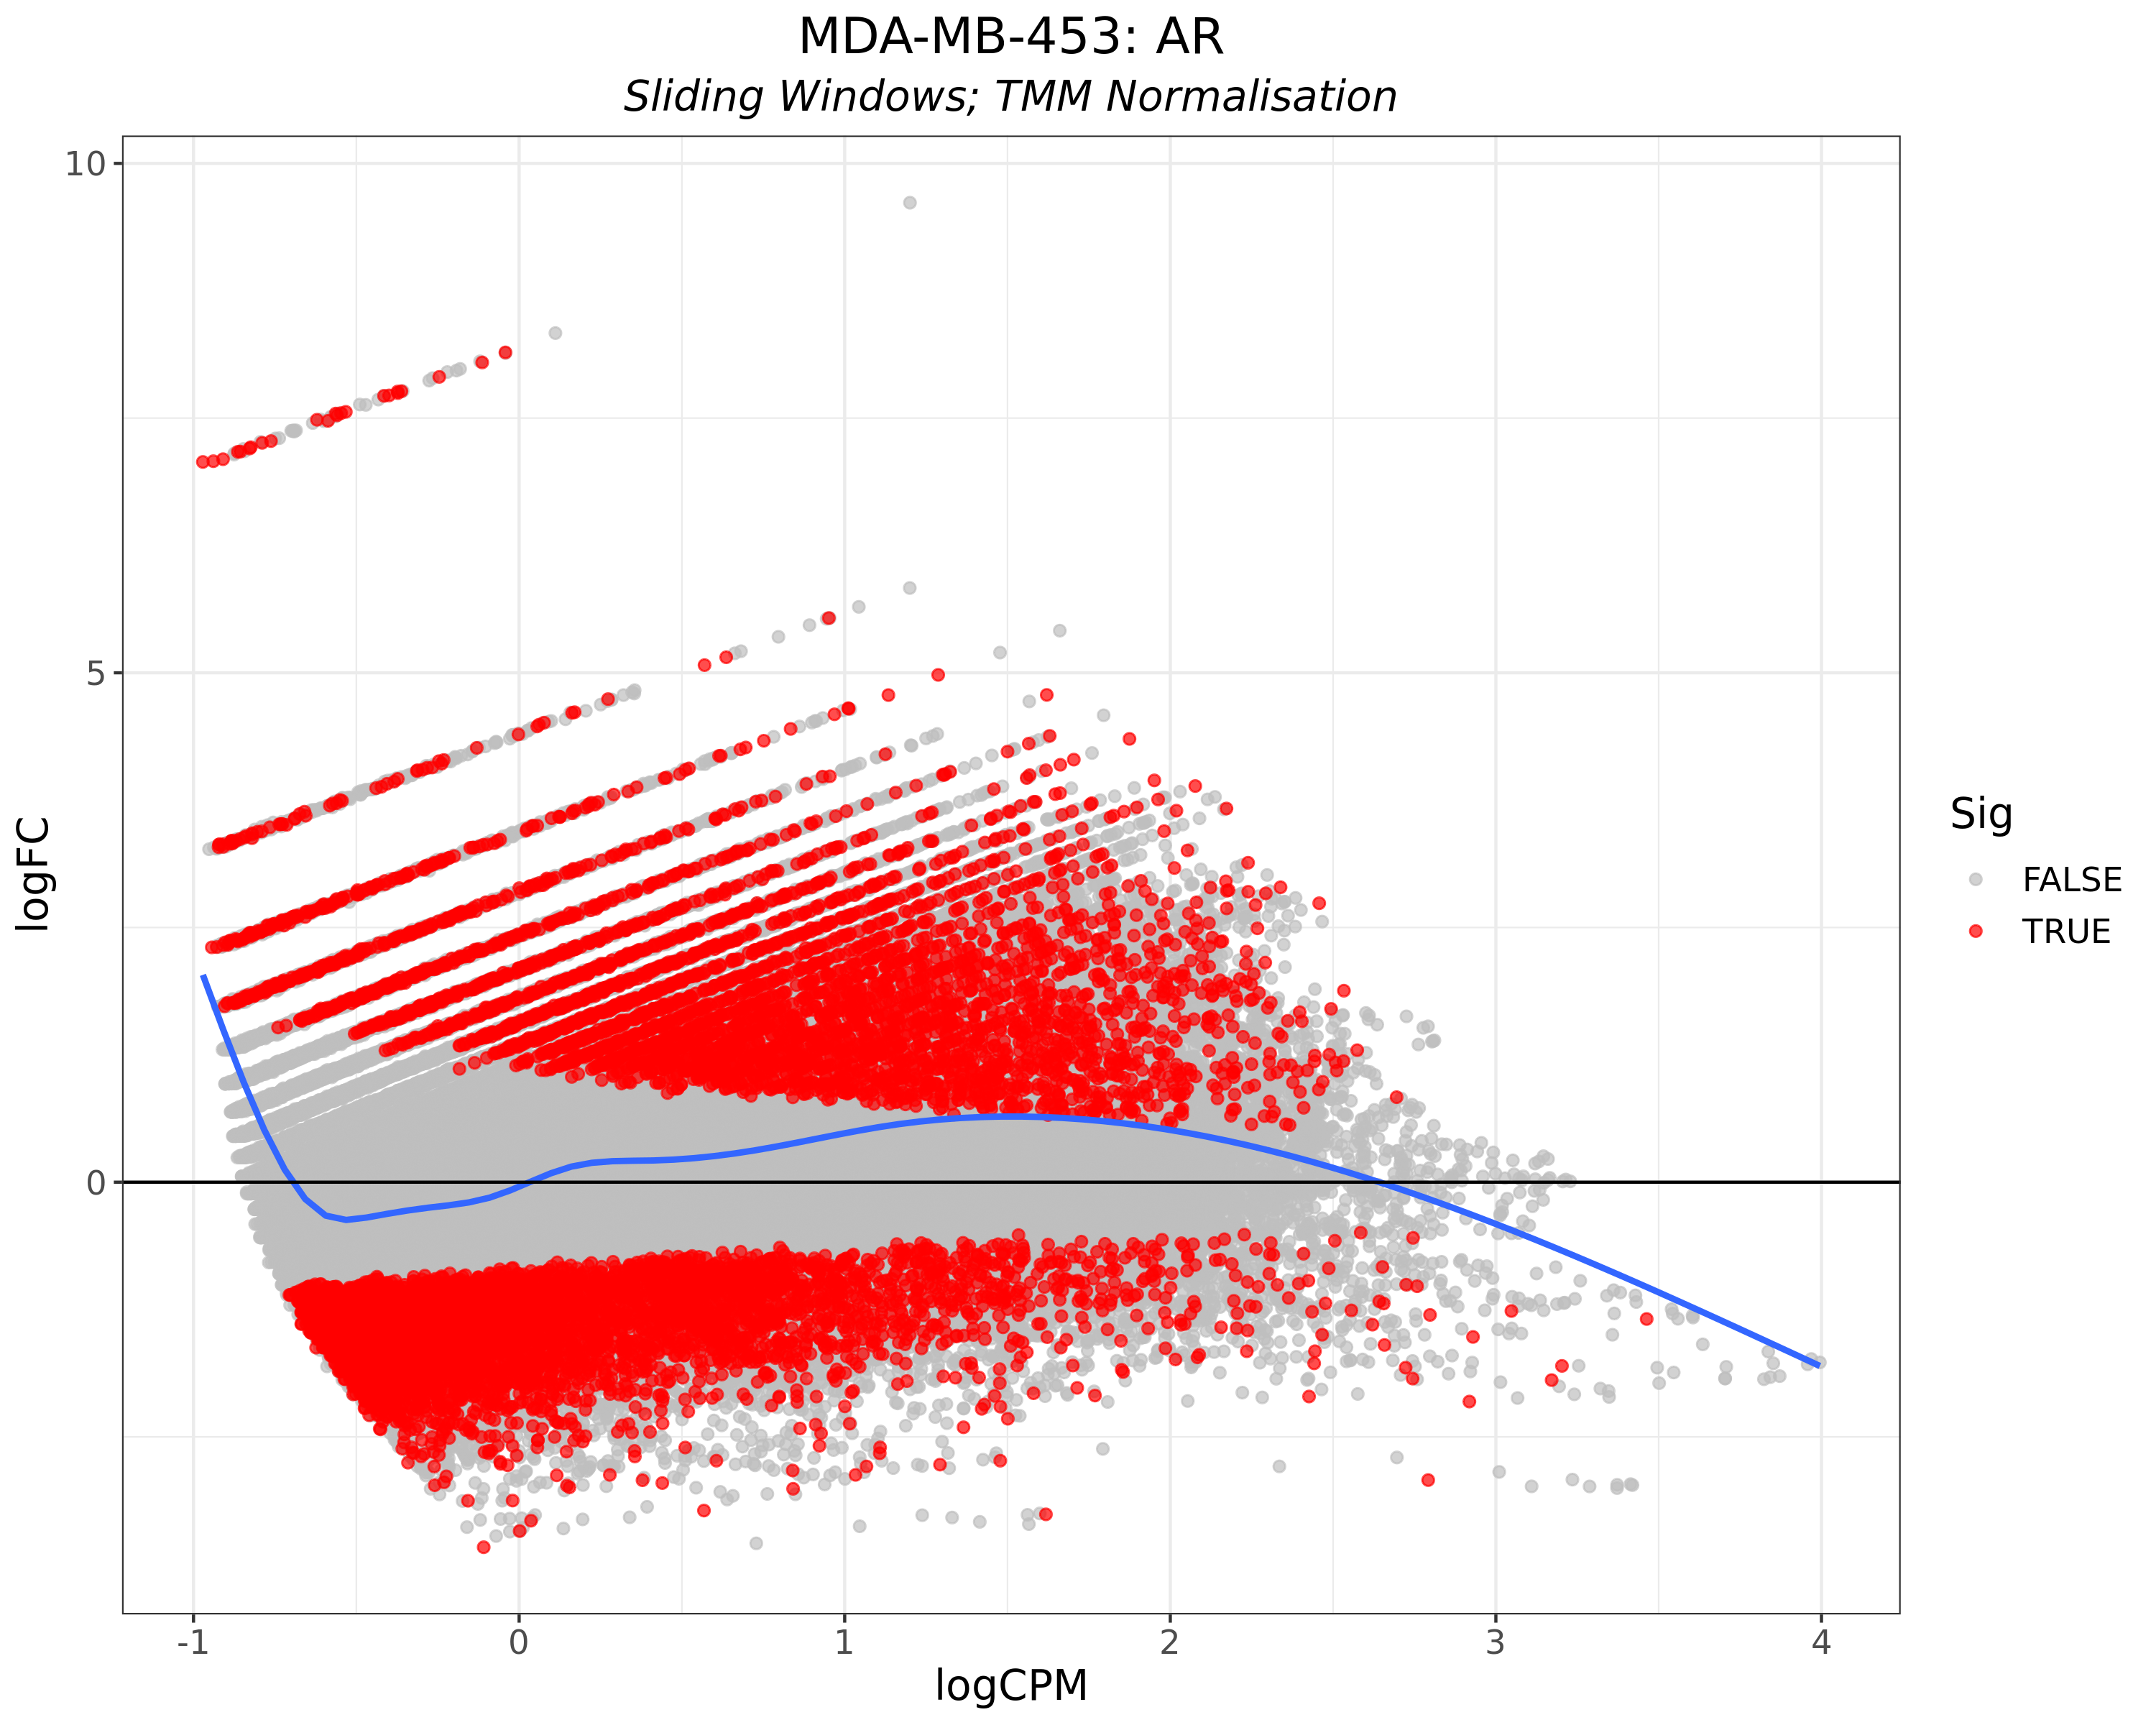 MDA-MB-453: AR
Sliding Windows; TMM Normalisation
10
5
0
logFC
-1 0 1 2 3 4
logCPM
Sig
FALSE
TRUE